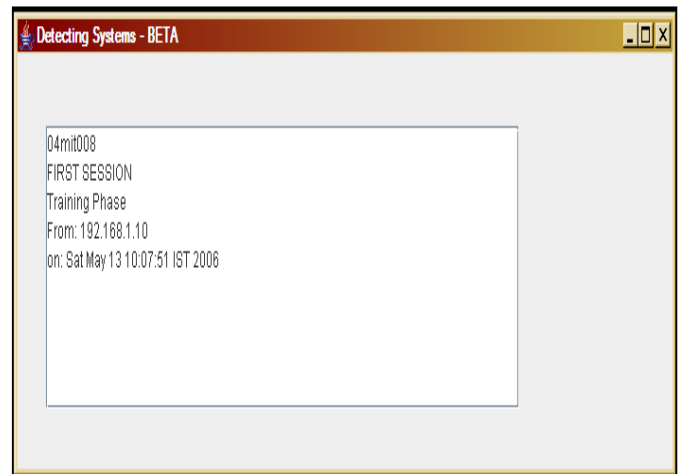 Detecting Systems - BETA
04mit008
FIRST SESSION
Training Phase
From: 192.168.1.10
on: Sat May 13 10:07:51 IST 2006